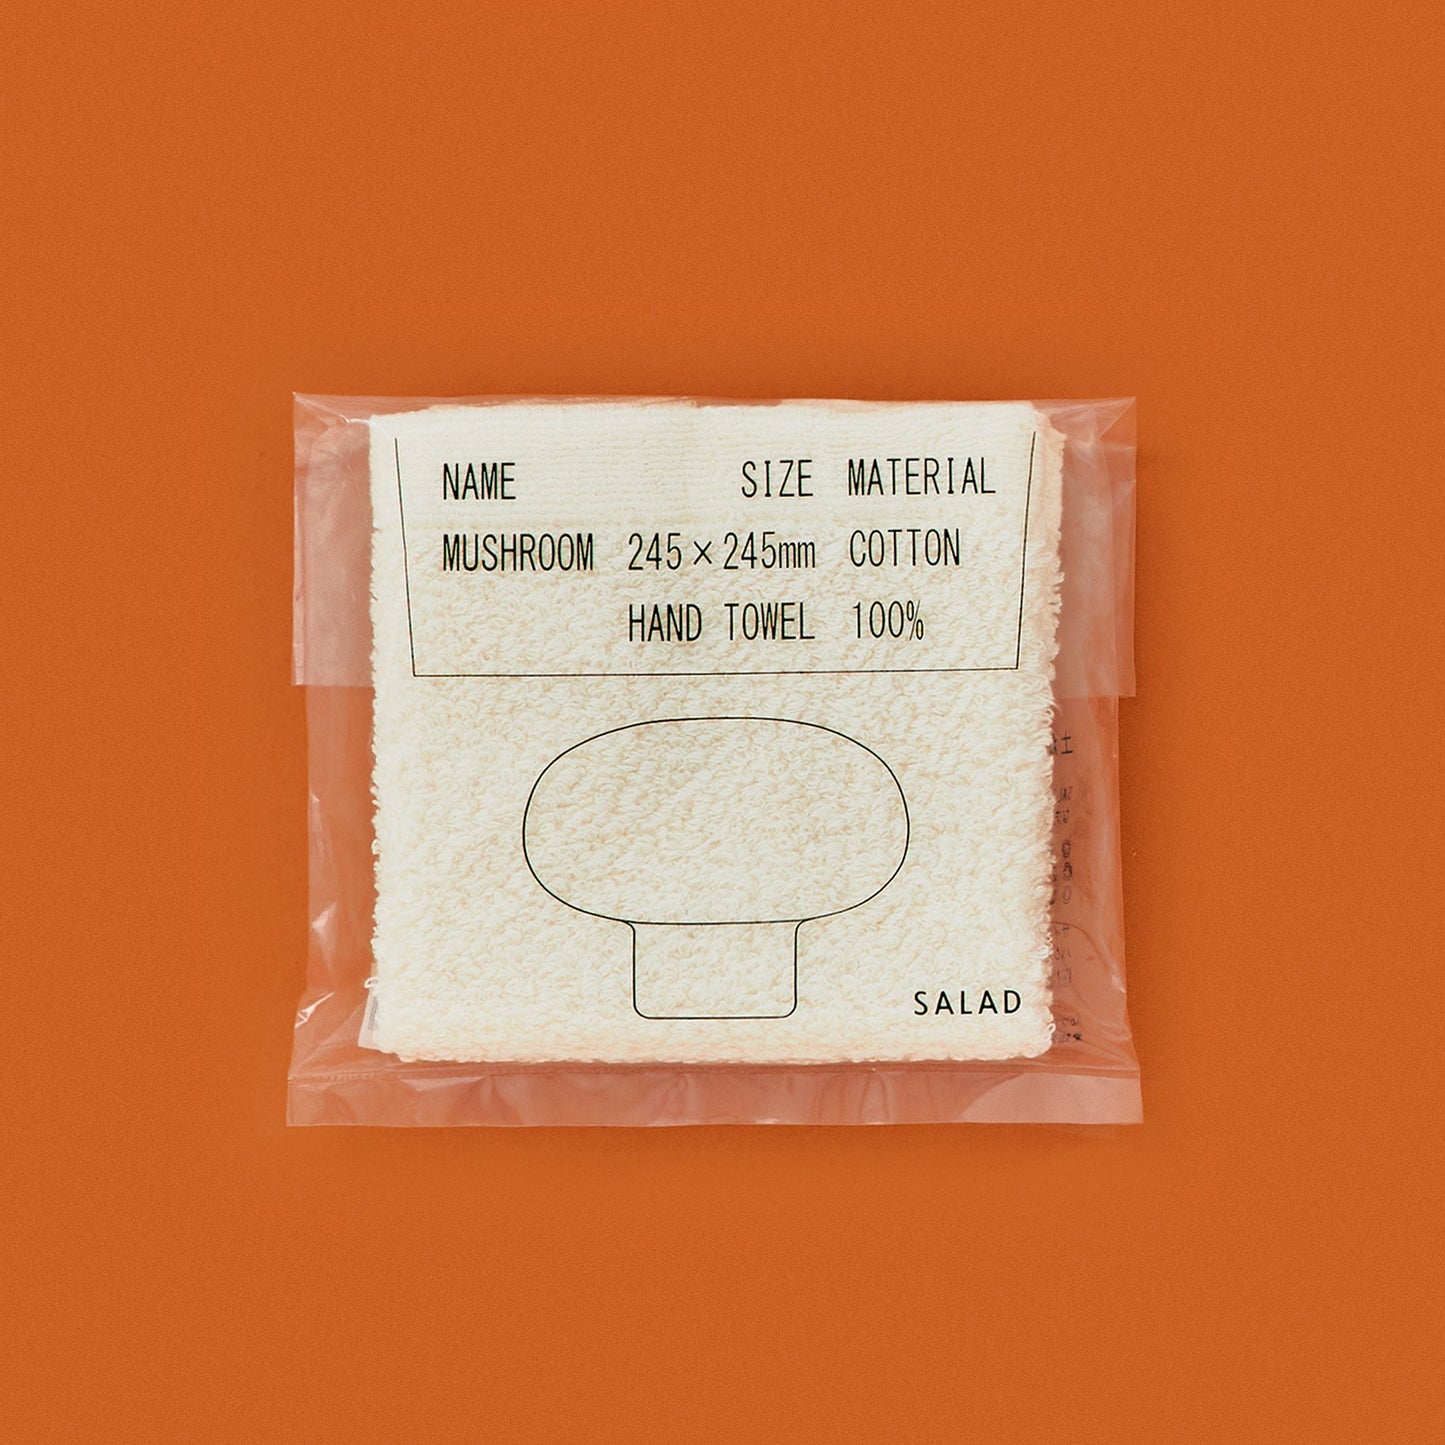 NAME SIZE MATERIAL
MUSHROOM 245×245mm COTTON
HAND TOWEL 100%
SALAD